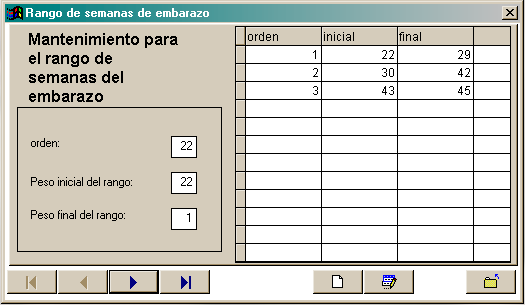 Rango de semanas de embarazo
Mantenimiento para
el rango de
semanas del
embarazo
orden: 22
Peso inicial del rango: 22
Peso final del rango: 1
orden inicial final
1 22 29
2 30 42
3 43 45